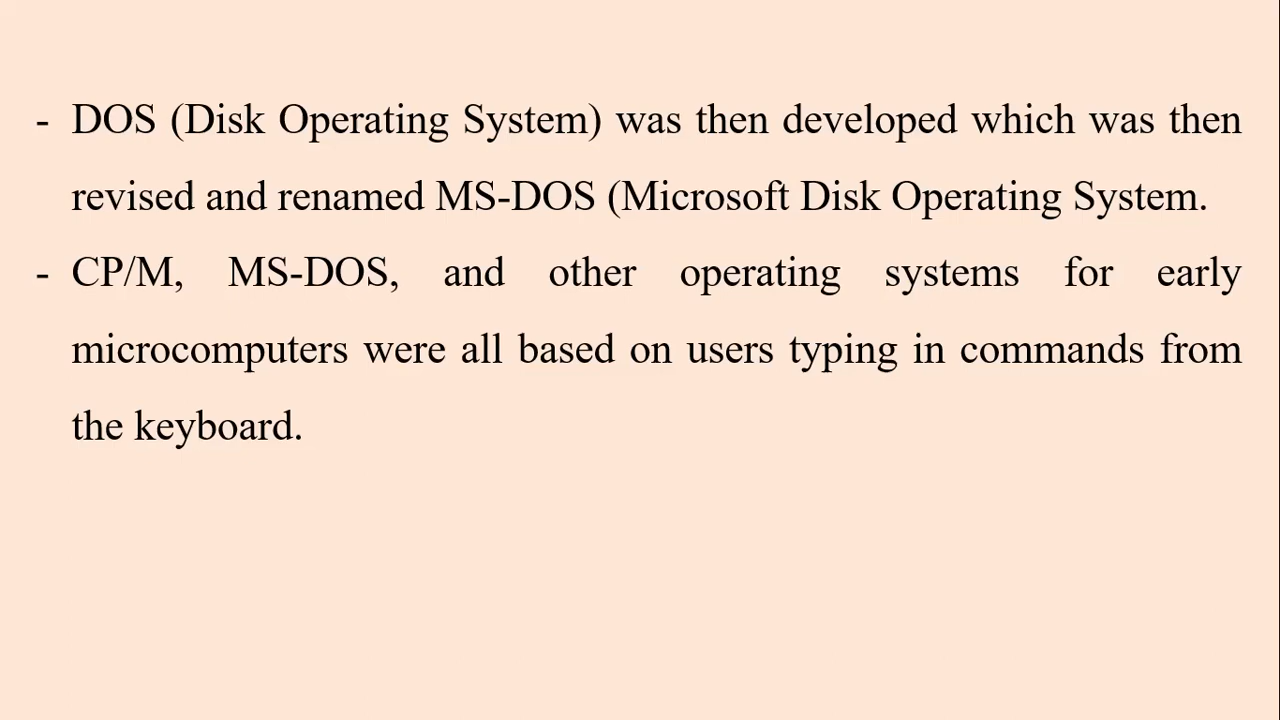 - DOS (Disk Operating System) was then developed which was then
revised and renamed MS-DOS (Microsoft Disk Operating System.
- CP/M, MS-DOS, and other operating systems for early
microcomputers were all based on users typing in commands from
the keyboard.